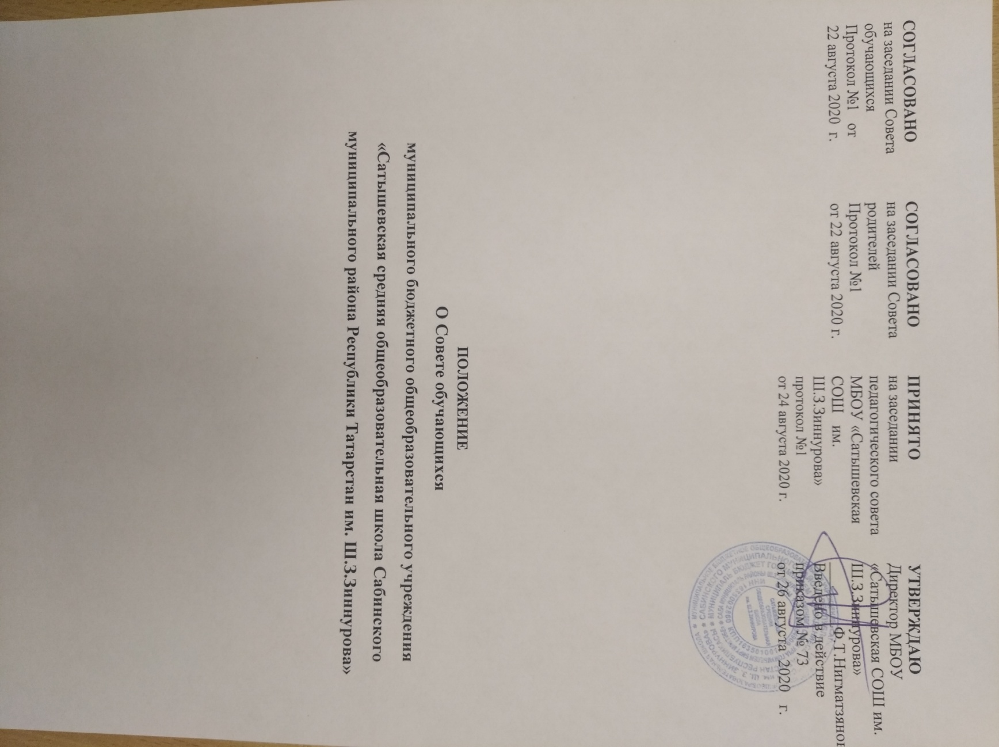 СОГЛАСОВАНО
на заседании Совета
обучающихся
Протокол №1 от
22 августа 2020 г.
СОГЛАСОВАНО
на заседании Совета
родителей
Протокол №1
от 22 августа 2020 г.
ПРИНЯТО
на заседании
педагогического совета
МБОУ «Сатышевская
СОШ им.
Ш.З.Зиннурова»
протокол №1
от 24 августа 2020 г.
УТВЕРЖДАЮ
Директор МБОУ
«Сатышевская СОШ им.
Ш.З.Зиннурова»
Ф.Т.Нигматзянов
Введено в действие
приказом № 73
от 26 августа 2020 г.
ПОЛОЖЕНИЕ
О Совете обучающихся
муниципального бюджетного общеобразовательного учреждения
«Сатышевская средняя общеобразовательная школа Сабинского
муниципального района Республики Татарстан им. Ш.З.Зиннурова»